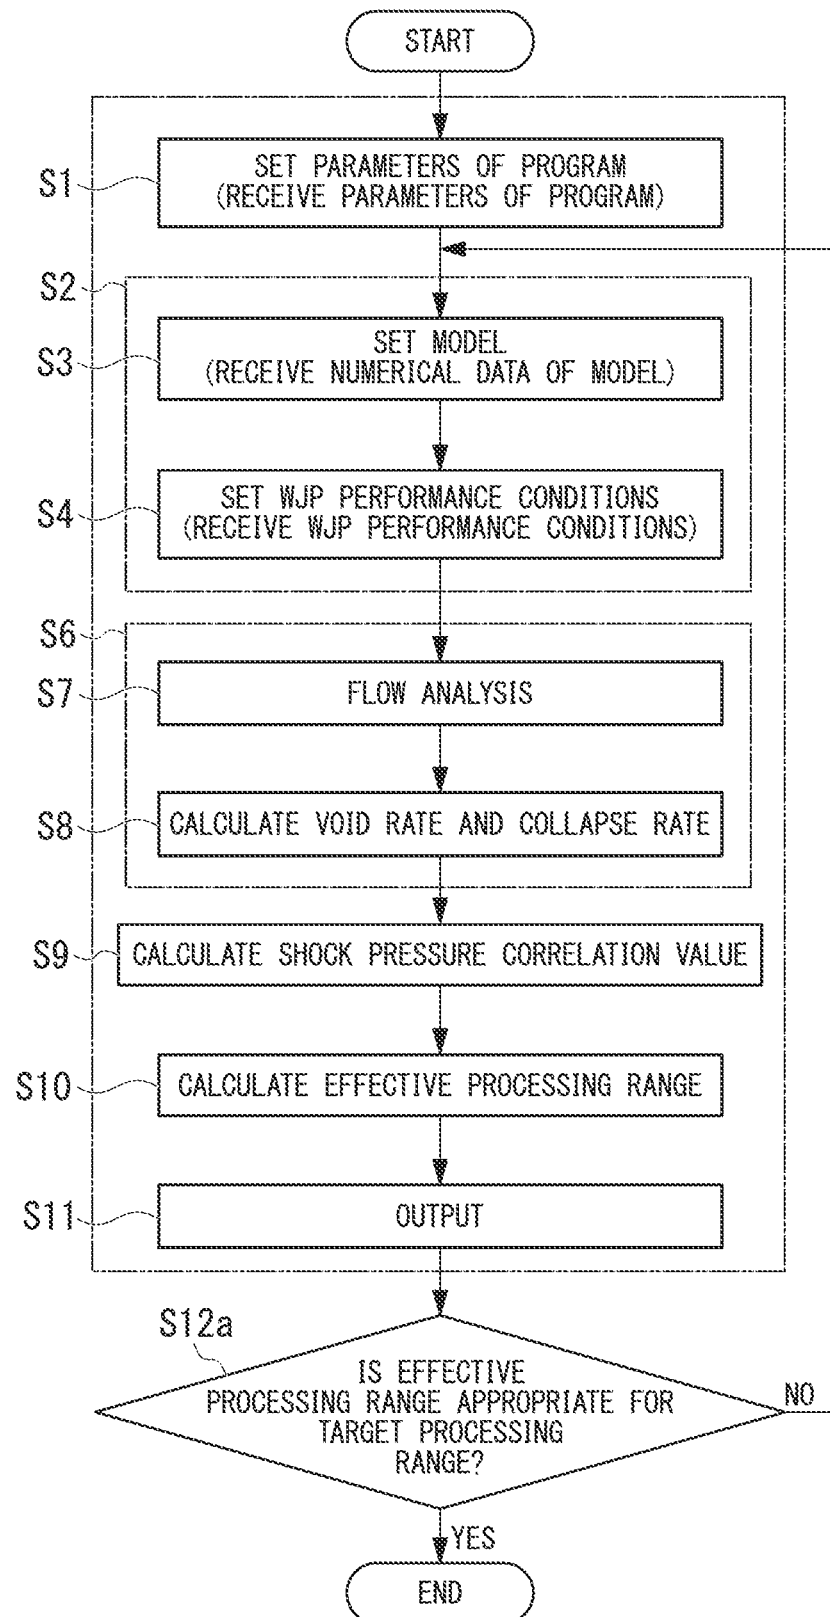 START
S1
SET PARAMETERS OF PROGRAM
(RECEIVE PARAMETERS OF PROGRAM)
S2
S3
SET MODEL
(RECEIVE NUMERICAL DATA OF MODEL)
S4
SET WJP PERFORMANCE CONDITIONS
(RECEIVE WJP PERFORMANCE CONDITIONS)
S6
S7
FLOW ANALYSIS
S8
CALCULATE VOID RATE AND COLLAPSE RATE
S9
CALCULATE SHOCK PRESSURE CORRELATION VALUE
S10
CALCULATE EFFECTIVE PROCESSING RANGE
S11
OUTPUT
S12a
IS EFFECTIVE
PROCESSING RANGE APPROPRIATE FOR
TARGET PROCESSING
RANGE?
NO
YES
END